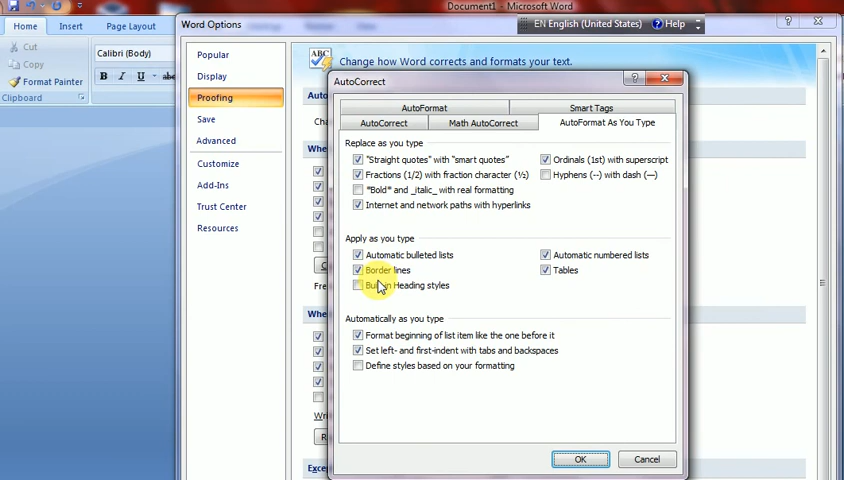 Document1 - Microsoft Word
Home Insert Page Layout
Word Options
EN English (United States) Help
Cut
Copy
Format Painter
Clipboard
Calibri (Body)
B I U abc
Popular
Display
Proofing
Save
Advanced
Customize
Add-Ins
Trust Center
Resources
ABC
Change how Word corrects and formats your text.
AutoCorrect
AutoFormat Smart Tags
AutoCorrect Math AutoCorrect AutoFormat As You Type
Replace as you type
"Straight quotes" with “smart quotes” Ordinals (1st) with superscript
Fractions (1/2) with fraction character (½) Hyphens (--) with dash (—)
*Bold* and _italic_ with real formatting
Internet and network paths with hyperlinks
Apply as you type
Automatic bulleted lists Automatic numbered lists
Border lines Tables
Built-in Heading styles
Automatically as you type
Format beginning of list item like the one before it
Set left- and first-indent with tabs and backspaces
Define styles based on your formatting
OK Cancel